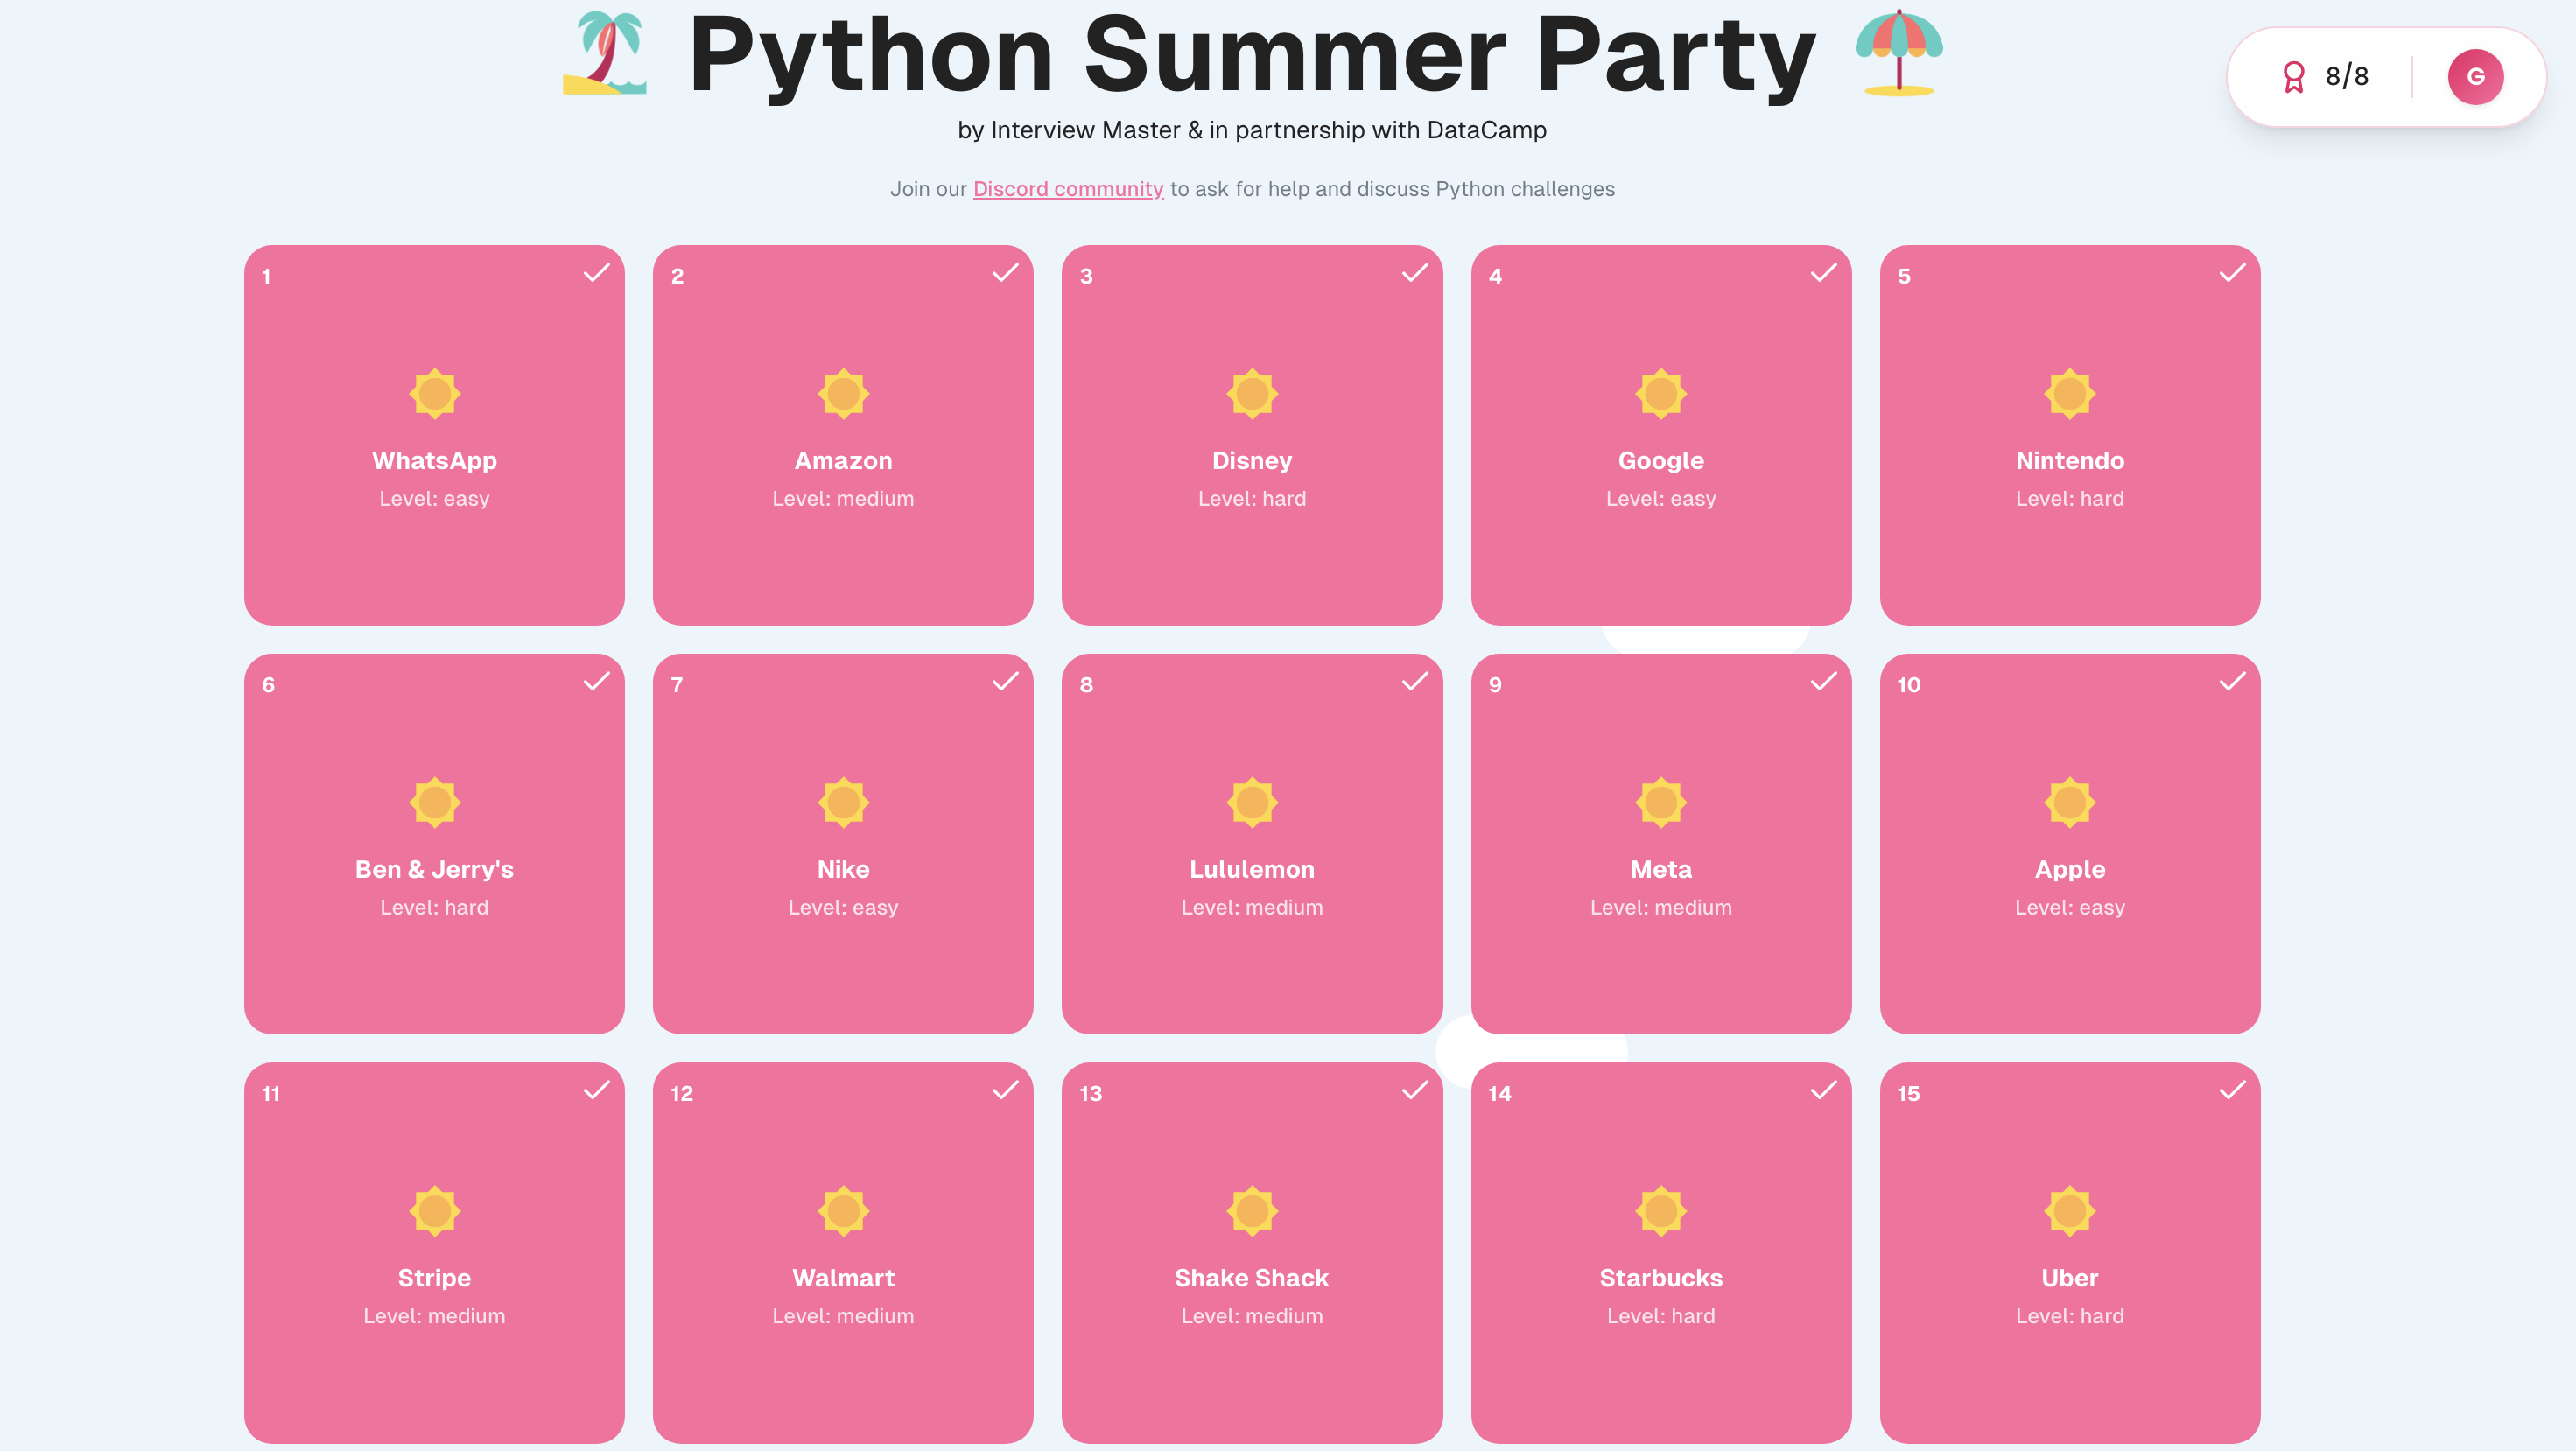 Python Summer Party
8/8
G
by Interview Master & in partnership with DataCamp
Join our Discord community to ask for help and discuss Python challenges
1
WhatsApp
Level: easy
2
Amazon
Level: medium
3
Disney
Level: hard
4
Google
Level: easy
5
Nintendo
Level: hard
6
Ben & Jerry's
Level: hard
7
Nike
Level: easy
8
Lululemon
Level: medium
9
Meta
Level: medium
10
Apple
Level: easy
11
Stripe
Level: medium
12
Walmart
Level: medium
13
Shake Shack
Level: medium
14
Starbucks
Level: hard
15
Uber
Level: hard